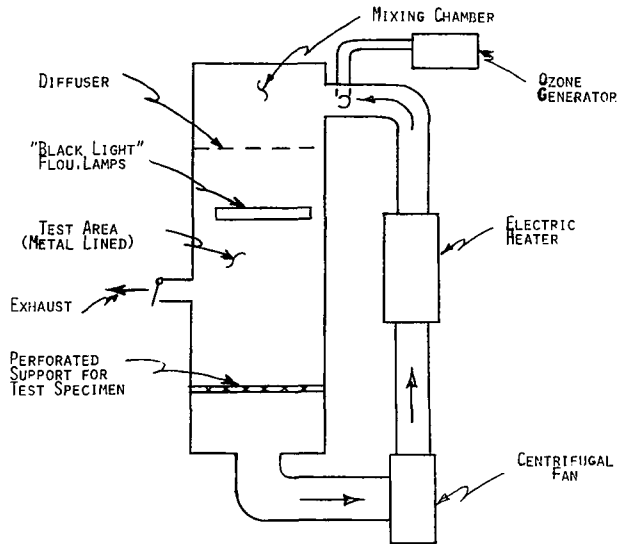 MIXING CHAMBER
DIFFUSER
OZONE
GENERATOR
"BLACK LIGHT"
FLOU.LAMPS
TEST AREA
(METAL LINED)
ELECTRIC
HEATER
EXHAUST
PERFORATED
SUPPORT FOR
TEST SPECIMEN
CENTRIFUGAL
FAN